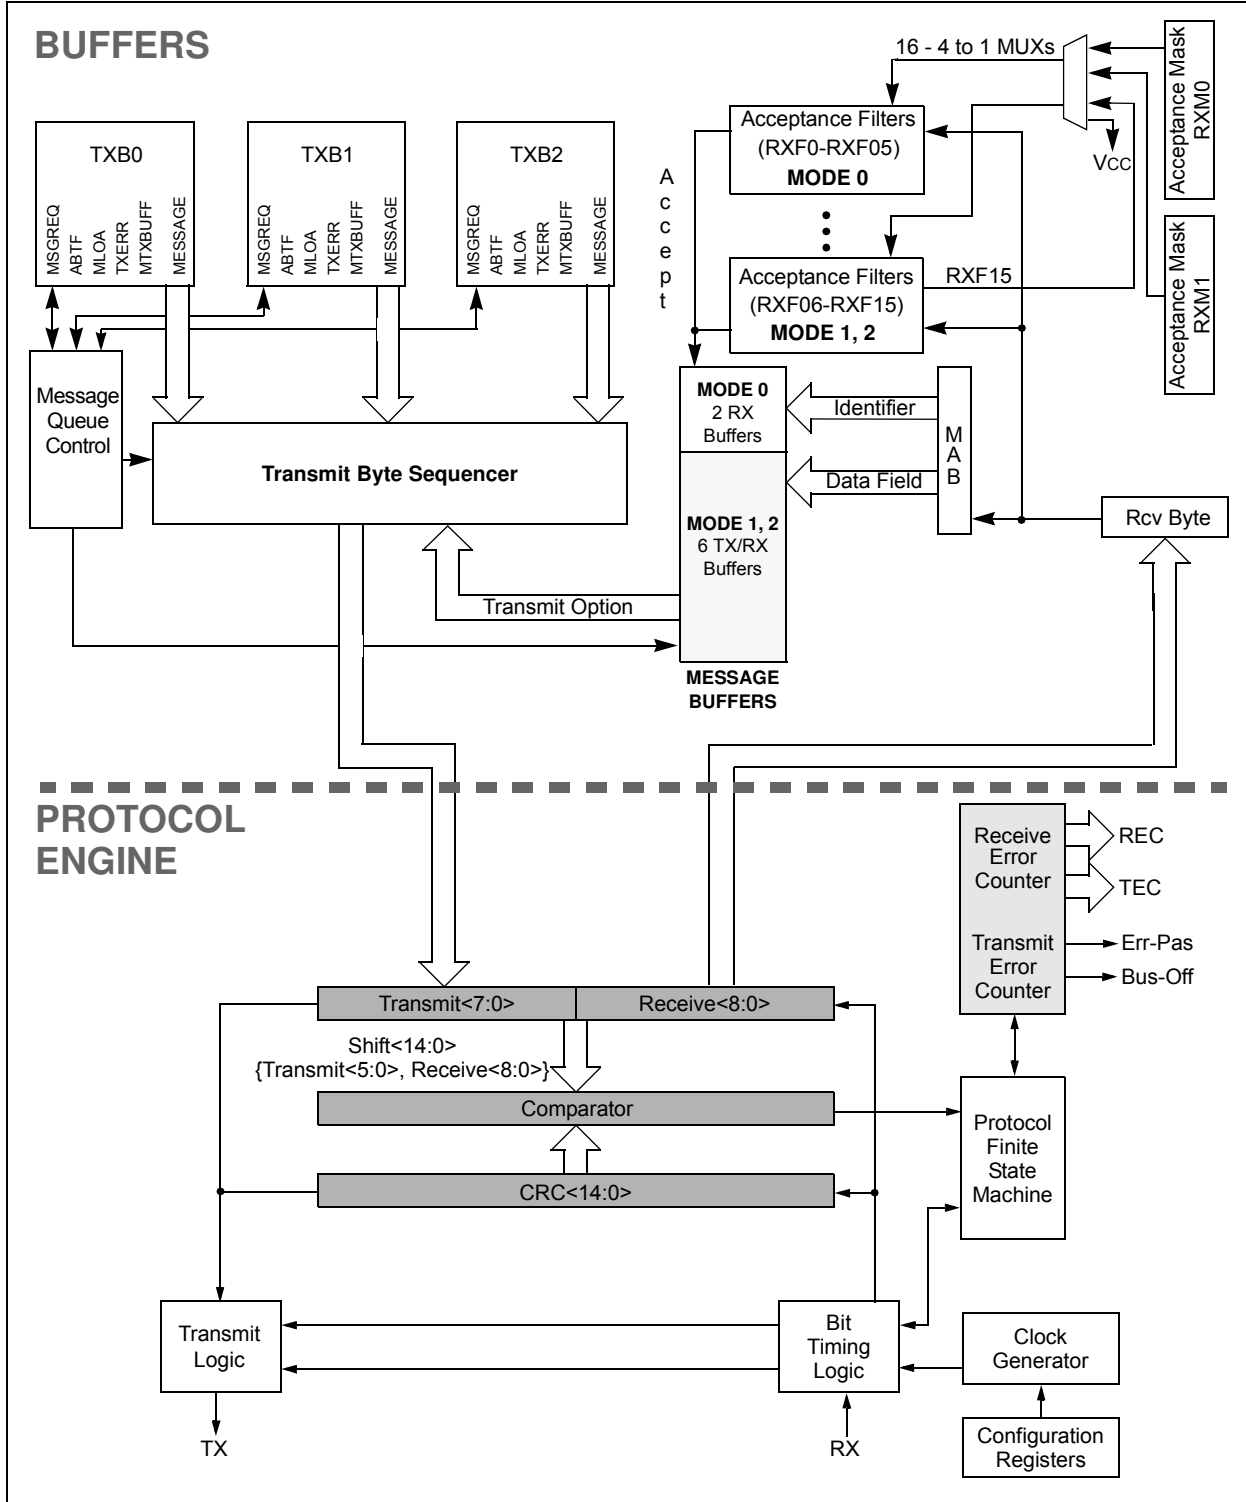 BUFFERS
16 - 4 to 1 MUXs
Acceptance Mask
RXM0
VCC
Acceptance Filters
(RXF0-RXF05)
MODE 0
Accept
TXB0
MSGREQ
ABTF
MLOA
TXERR
MTXBUFF
MESSAGE
TXB1
MSGREQ
ABTF
MLOA
TXERR
MTXBUFF
MESSAGE
TXB2
MSGREQ
ABTF
MLOA
TXERR
MTXBUFF
MESSAGE
Acceptance Filters
(RXF06-RXF15)
MODE 1, 2
RXF15
Acceptance Mask
RXM1
Message
Queue
Control
Transmit Byte Sequencer
MODE 0
2 RX
Buffers
Identifier
Data Field
MAB
MODE 1, 2
6 TX/RX
Buffers
Rcv Byte
Transmit Option
MESSAGE
BUFFERS
PROTOCOL
ENGINE
Receive
Error
Counter
REC
TEC
Transmit
Error
Counter
Err-Pas
Bus-Off
Transmit<7:0>
Receive<8:0>
Shift<14:0>
{Transmit<5:0>, Receive<8:0>}
Comparator
CRC<14:0>
Protocol
Finite
State
Machine
Transmit
Logic
Bit
Timing
Logic
Clock
Generator
TX
RX
Configuration
Registers